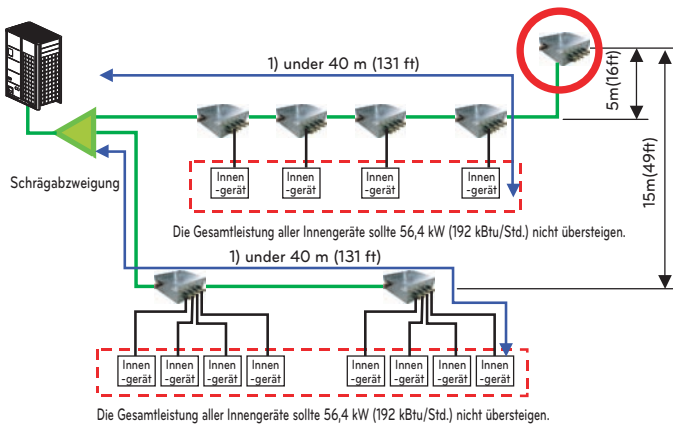 1) under 40 m (131 ft)
5m(16ft)
15m(49ft)
Innen
-gerät
Innen
-gerät
Innen
-gerät
Innen
-gerät
Schrägabzweigung
Die Gesamtleistung aller Innengeräte sollte 56,4 kW (192 kBtu/Std.) nicht übersteigen.
1) under 40 m (131 ft)
Innen
-gerät
Innen
-gerät
Innen
-gerät
Innen
-gerät
Innen
-gerät
Innen
-gerät
Innen
-gerät
Innen
-gerät
Die Gesamtleistung aller Innengeräte sollte 56,4 kW (192 kBtu/Std.) nicht übersteigen.